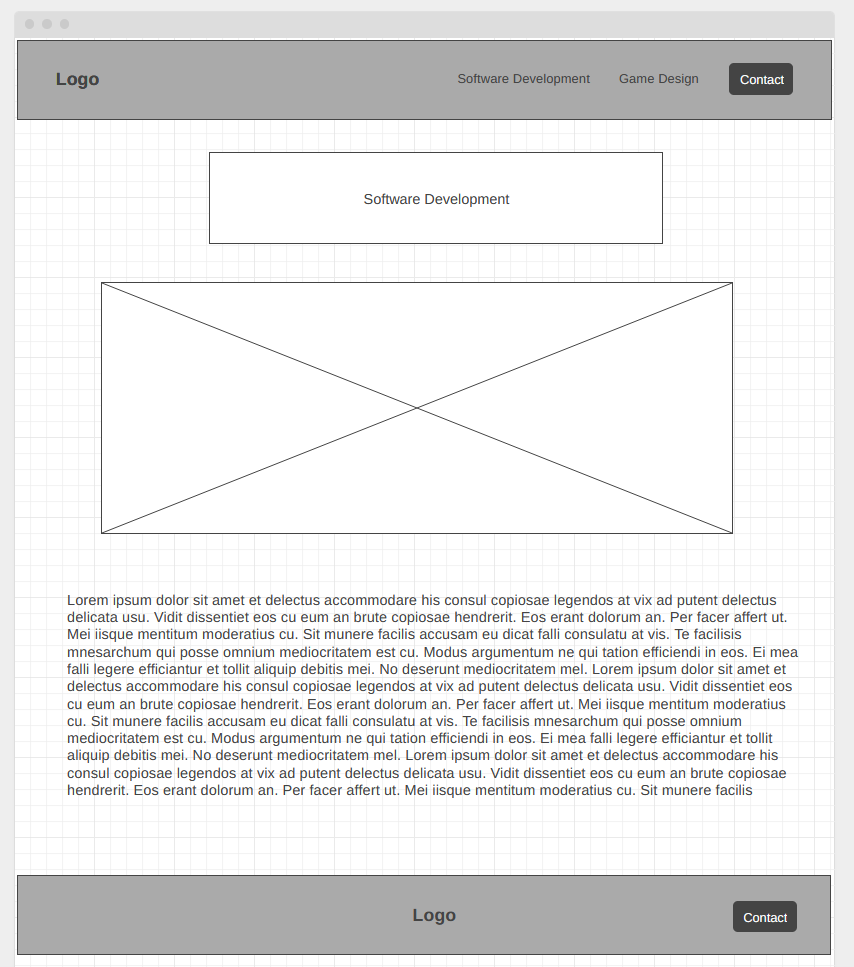 Logo
Software Development
Game Design
Contact
Software Development
Lorem ipsum dolor sit amet et delectus accommodare his consul copiosae legendos at vix ad putent delectus
delicata usu. Vidit dissentiet eos cu eum an brute copiosae hendrerit. Eos erant dolorum an. Per facer affert ut.
Mei iisque mentitum moderatius cu. Sit munere facilis accusam eu dicat falli consulatu at vis. Te facilisis
mnesarchum qui posse omnium mediocritatem est cu. Modus argumentum ne qui tation efficiendi in eos. Ei mea
falli legere efficiantur et tollit aliquip debitis mei. No deserunt mediocritatem mel. Lorem ipsum dolor sit amet et
delectus accommodare his consul copiosae legendos at vix ad putent delectus delicata usu. Vidit dissentiet eos
cu eum an brute copiosae hendrerit. Eos erant dolorum an. Per facer affert ut. Mei iisque mentitum moderatius
cu. Sit munere facilis accusam eu dicat falli consulatu at vis. Te facilisis mnesarchum qui posse omnium
mediocritatem est cu. Modus argumentum ne qui tation efficiendi in eos. Ei mea falli legere efficiantur et tollit
aliquip debitis mei. No deserunt mediocritatem mel. Lorem ipsum dolor sit amet et delectus accommodare his
consul copiosae legendos at vix ad putent delectus delicata usu. Vidit dissentiet eos cu eum an brute copiosae
hendrerit. Eos erant dolorum an. Per facer affert ut. Mei iisque mentitum moderatius cu. Sit munere facilis
Logo
Contact